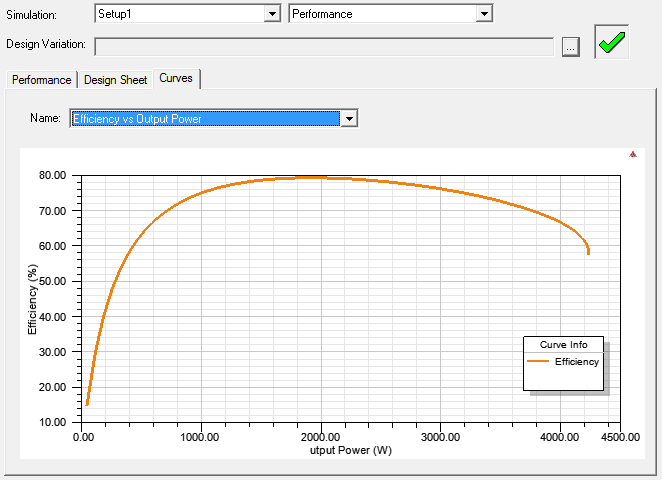 Simulation: Setup1 Performance
Design Variation: ...
Performance Design Sheet Curves
Name: Efficiency vs Output Power
80.00
70.00
60.00
50.00
40.00
30.00
20.00
10.00
Efficiency (%)
Curve Info
Efficiency
0.00 1000.00 2000.00 3000.00 4000.00 4500.00
utput Power (W)